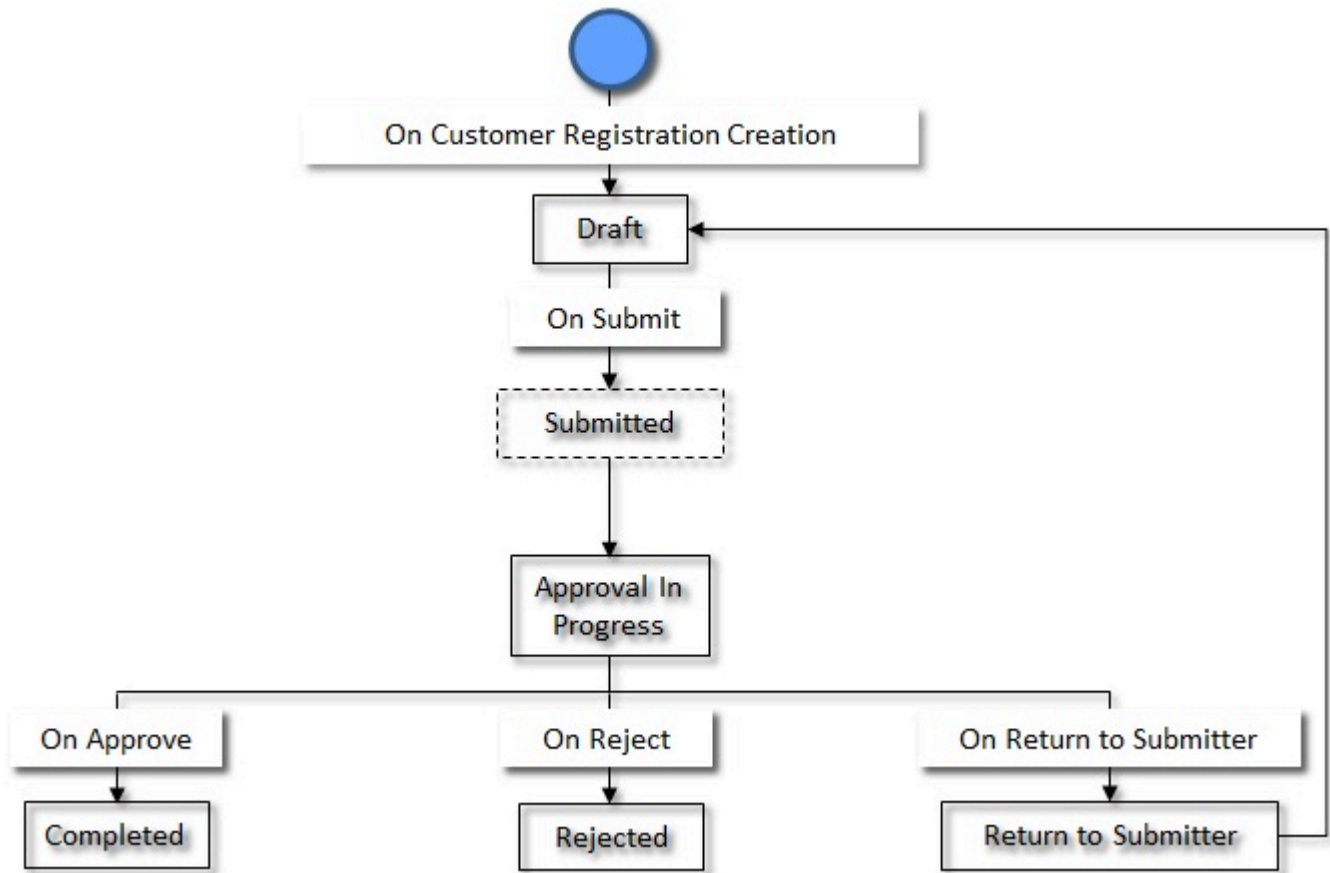 On Customer Registration Creation
Draft
On Submit
Submitted
Approval In
Progress
On Approve
On Reject
On Return to Submitter
Completed
Rejected
Return to Submitter